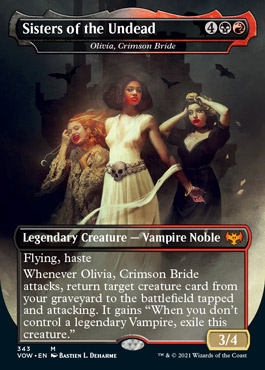 Sisters of the Undead 4
Olivia, Crimson Bride
Legendary Creature — Vampire Noble
Flying, haste
Whenever Olivia, Crimson Bride
attacks, return target creature card from
your graveyard to the battlefield tapped
and attacking. It gains “When you don't
control a legendary Vampire, exile this
creature.”
3/4
343 M
VOW • EN BASTIEN L. DEHARME
™ & © 2021 Wizards of the Coast